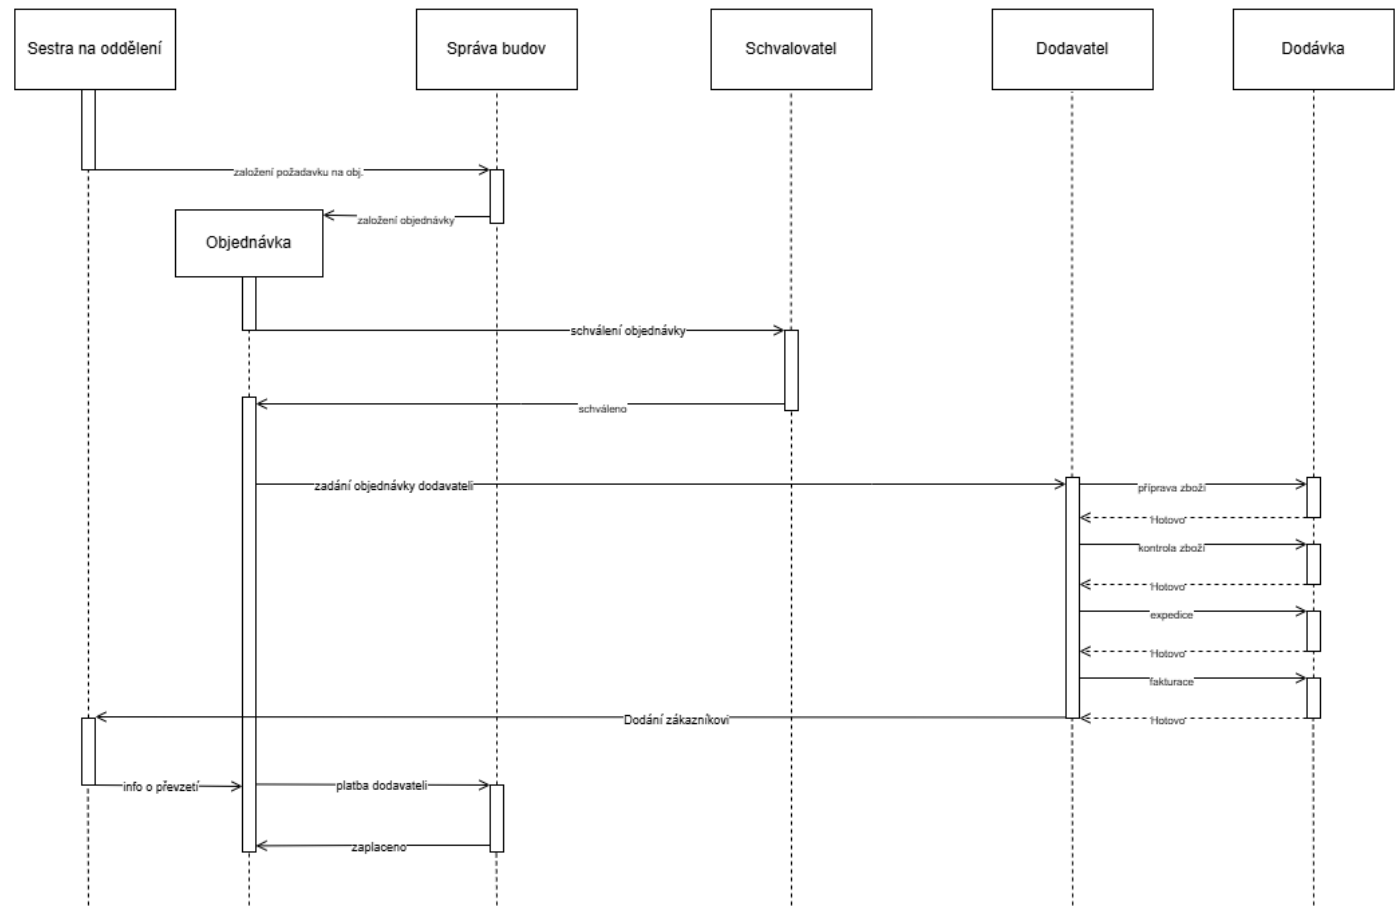 Sestra na oddělení
Správa budov
Schvalovatel
Dodavatel
Dodávka
založení požadavku na obj.
založení objednávky
Objednávka
schválení objednávky
schváleno
zadání objednávky dodavateli
příprava zboží
Hotovo
kontrola zboží
Hotovo
expedice
Hotovo
fakturace
Dodání zákazníkovi
Hotovo
info o převzetí
platba dodavateli
zaplaceno